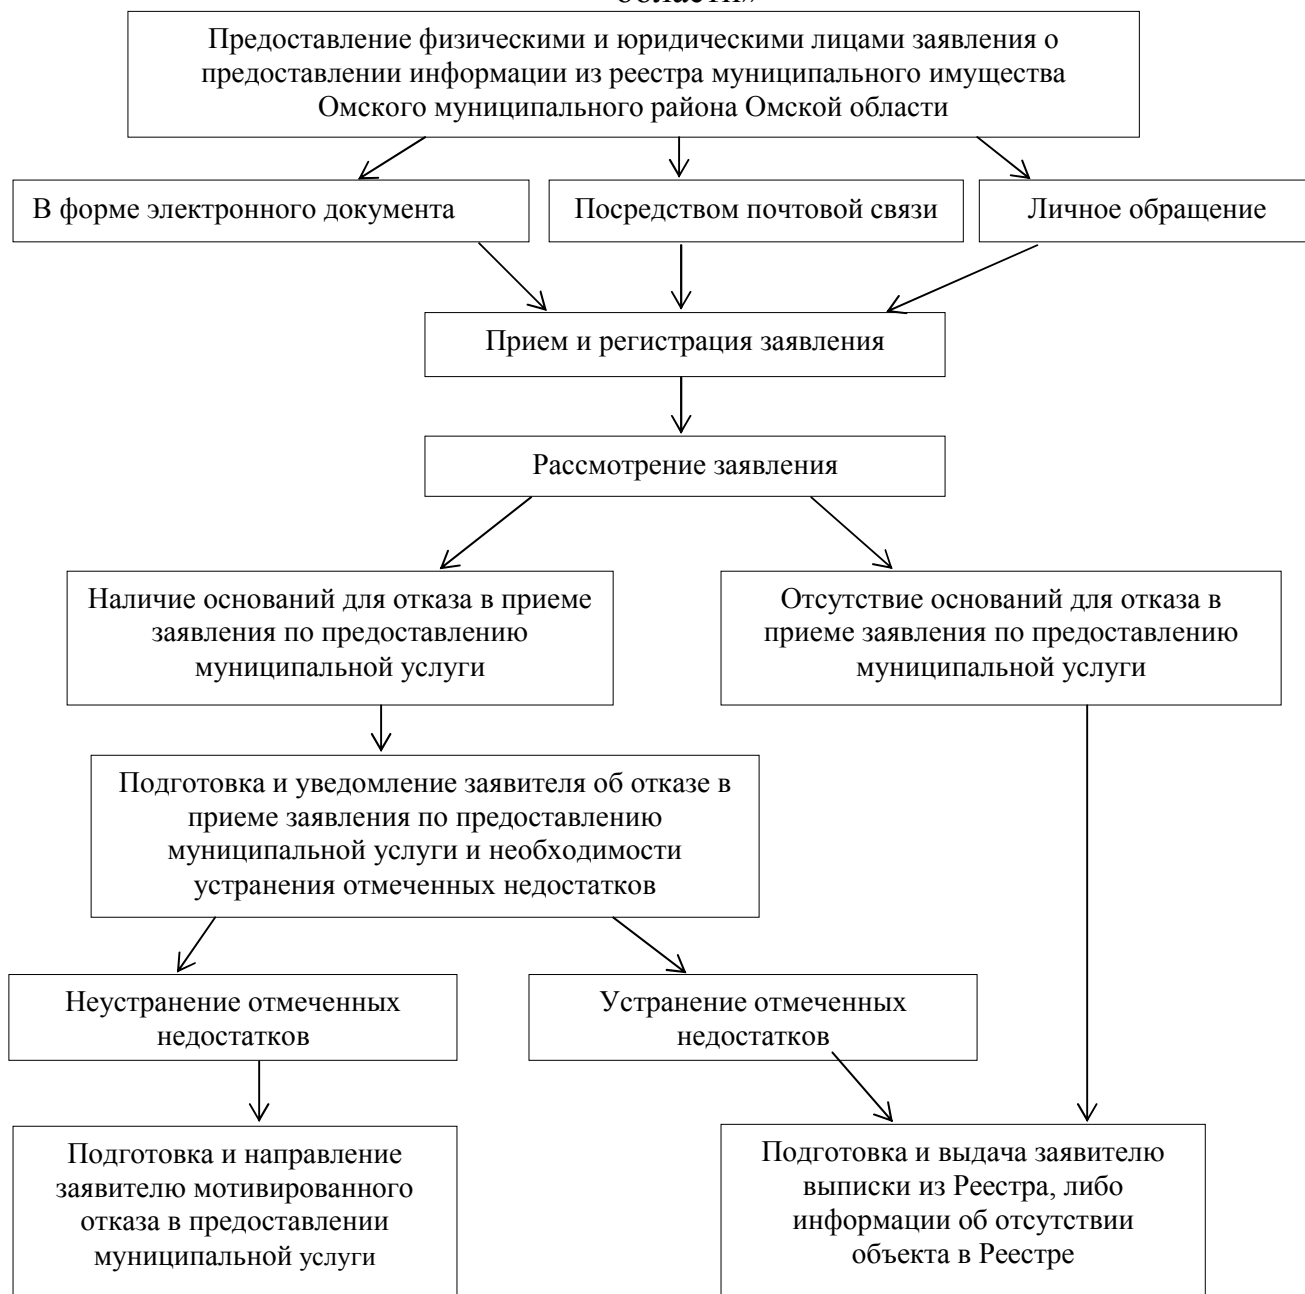 области»
Предоставление физическими и юридическими лицами заявления о
предоставлении информации из реестра муниципального имущества
Омского муниципального района Омской области
В форме электронного документа
Посредством почтовой связи
Личное обращение
Прием и регистрация заявления
Рассмотрение заявления
Наличие оснований для отказа в приеме
заявления по предоставлению
муниципальной услуги
Отсутствие оснований для отказа в
приеме заявления по предоставлению
муниципальной услуги
Подготовка и уведомление заявителя об отказе в
приеме заявления по предоставлению
муниципальной услуги и необходимости
устранения отмеченных недостатков
Неустранение отмеченных
недостатков
Устранение отмеченных
недостатков
Подготовка и направление
заявителю мотивированного
отказа в предоставлении
муниципальной услуги
Подготовка и выдача заявителю
выписки из Реестра, либо
информации об отсутствии
объекта в Реестре